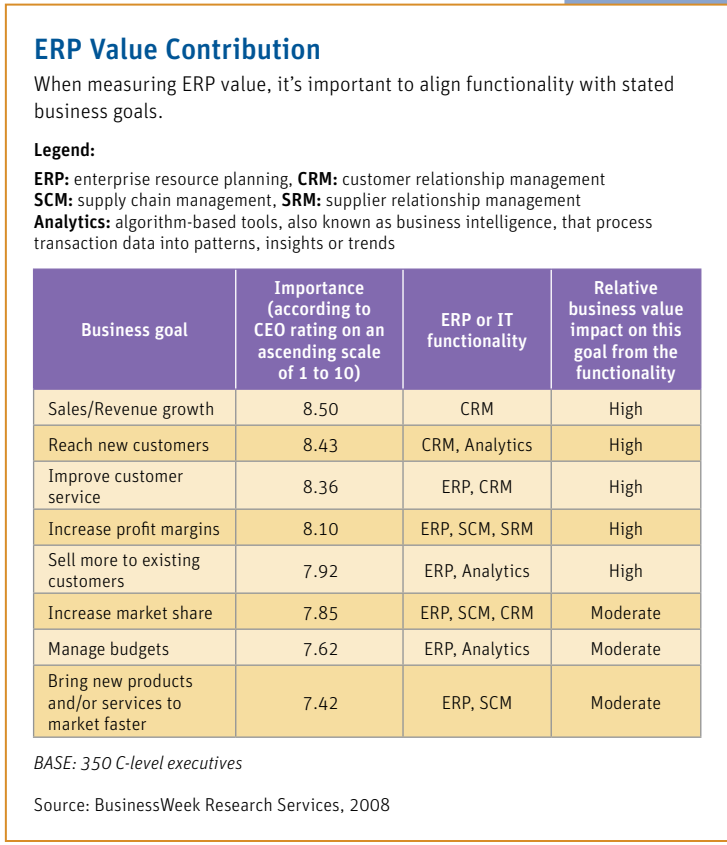 ERP Value Contribution
When measuring ERP value, it's important to align functionality with stated
business goals.
Legend:
ERP: enterprise resource planning, CRM: customer relationship management
SCM: supply chain management, SRM: supplier relationship management
Analytics: algorithm-based tools, also known as business intelligence, that process
transaction data into patterns, insights or trends
Business goal
Importance
(according to
CEO rating on an
ascending scale
of 1 to 10)
ERP or IT
functionality
Relative
business value
impact on this
goal from the
functionality
Sales/Revenue growth 8.50 CRM High
Reach new customers 8.43 CRM, Analytics High
Improve customer
service 8.36 ERP, CRM High
Increase profit margins 8.10 ERP, SCM, SRM High
Sell more to existing
customers 7.92 ERP, Analytics High
Increase market share 7.85 ERP, SCM, CRM Moderate
Manage budgets 7.62 ERP, Analytics Moderate
Bring new products
and/or services to
market faster 7.42 ERP, SCM Moderate
BASE: 350 C-level executives
Source: BusinessWeek Research Services, 2008